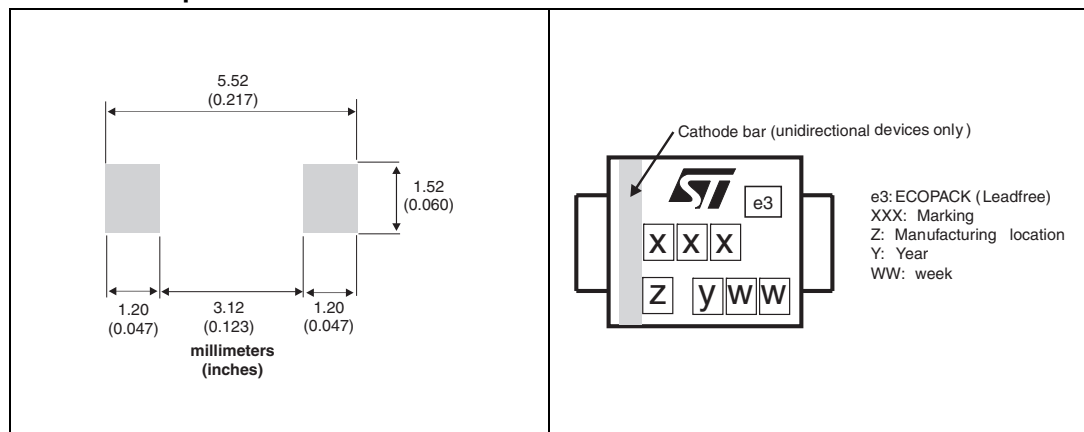 5.52
(0.217)
1.52
(0.060)
1.20
(0.047)
3.12
(0.123)
1.20
(0.047)
millimeters
(inches)
Cathode bar (unidirectional devices only)
ST
e3
x x x
z y w w
e3: ECOPACK (Leadfree)
XXX: Marking
Z: Manufacturing location
Y: Year
WW: week